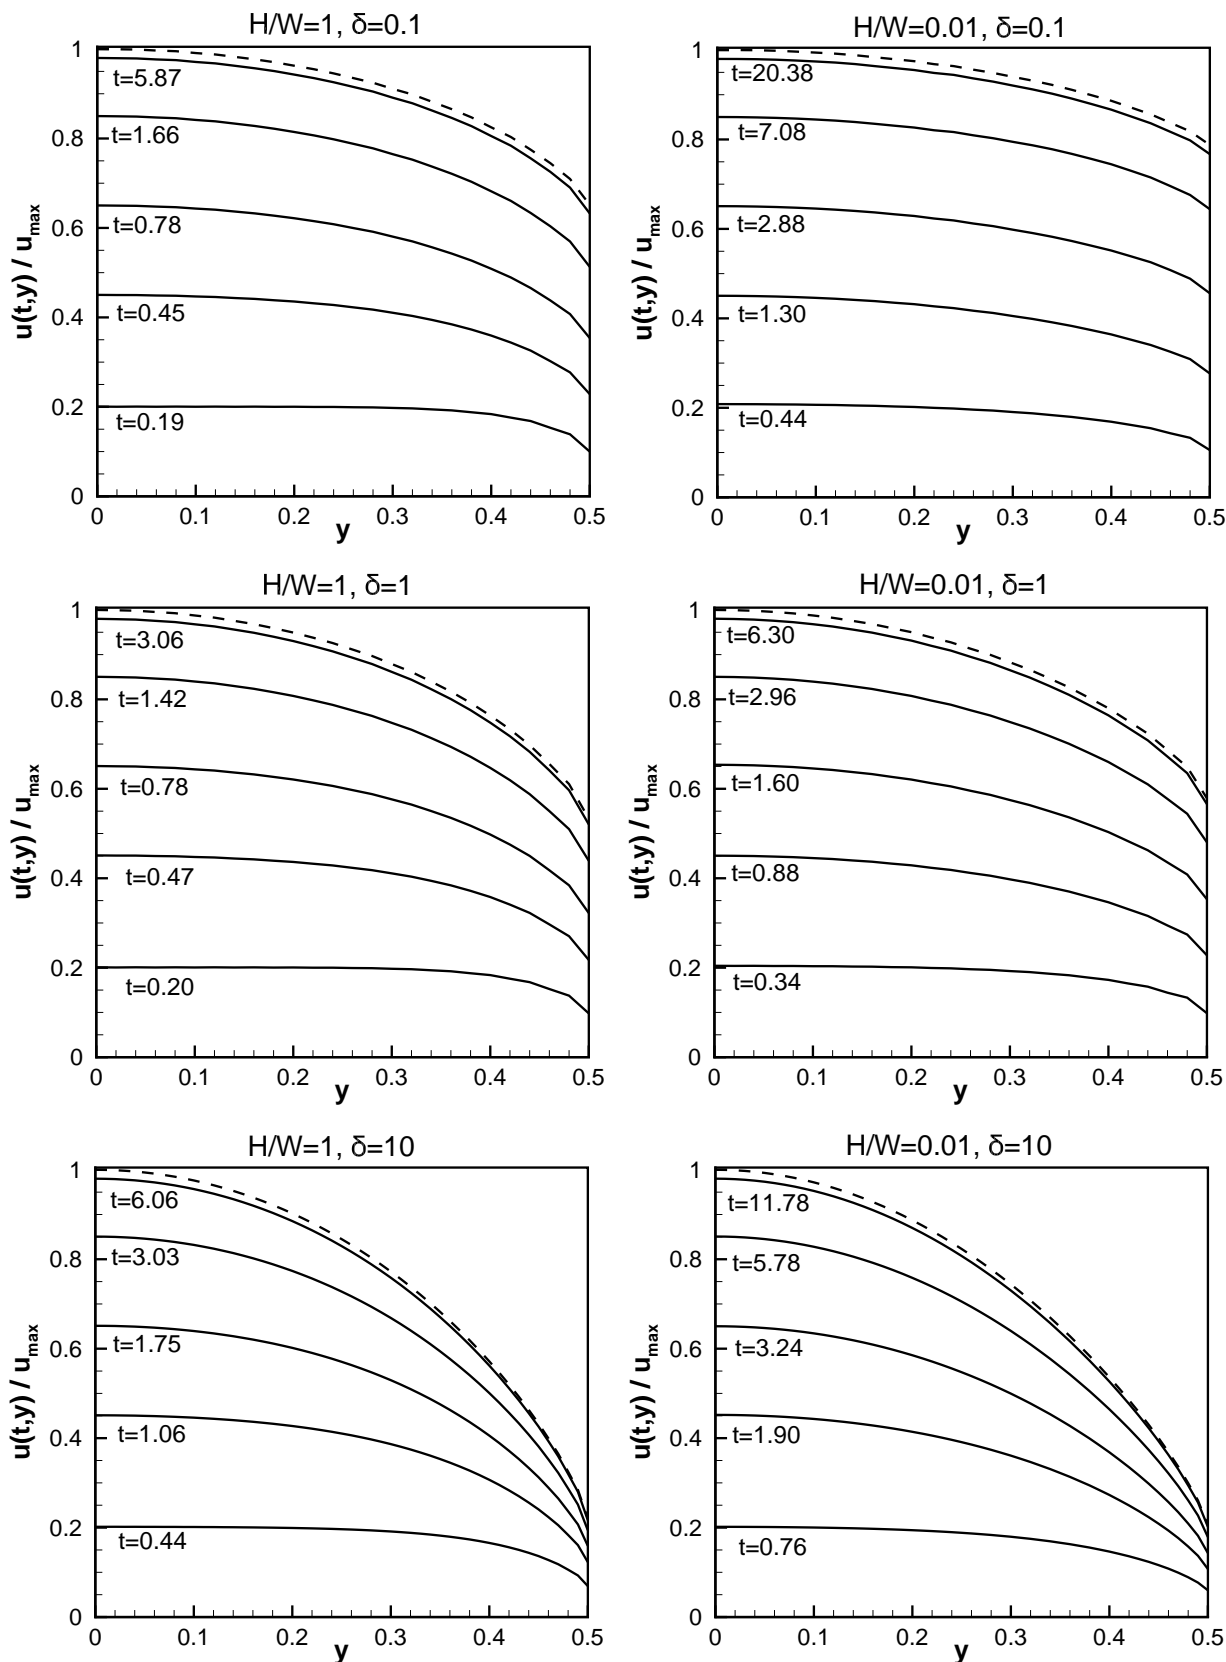 H/W=1, δ=0.1
u(t,y) / u_max
1
0.8
0.6
0.4
0.2
0
t=5.87
t=1.66
t=0.78
t=0.45
t=0.19
0 0.1 0.2 0.3 0.4 0.5
y
H/W=0.01, δ=0.1
u(t,y) / u_max
1
0.8
0.6
0.4
0.2
0
t=20.38
t=7.08
t=2.88
t=1.30
t=0.44
0 0.1 0.2 0.3 0.4 0.5
y
H/W=1, δ=1
u(t,y) / u_max
1
0.8
0.6
0.4
0.2
0
t=3.06
t=1.42
t=0.78
t=0.47
t=0.20
0 0.1 0.2 0.3 0.4 0.5
y
H/W=0.01, δ=1
u(t,y) / u_max
1
0.8
0.6
0.4
0.2
0
t=6.30
t=2.96
t=1.60
t=0.88
t=0.34
0 0.1 0.2 0.3 0.4 0.5
y
H/W=1, δ=10
u(t,y) / u_max
1
0.8
0.6
0.4
0.2
0
t=6.06
t=3.03
t=1.75
t=1.06
t=0.44
0 0.1 0.2 0.3 0.4 0.5
y
H/W=0.01, δ=10
u(t,y) / u_max
1
0.8
0.6
0.4
0.2
0
t=11.78
t=5.78
t=3.24
t=1.90
t=0.76
0 0.1 0.2 0.3 0.4 0.5
y